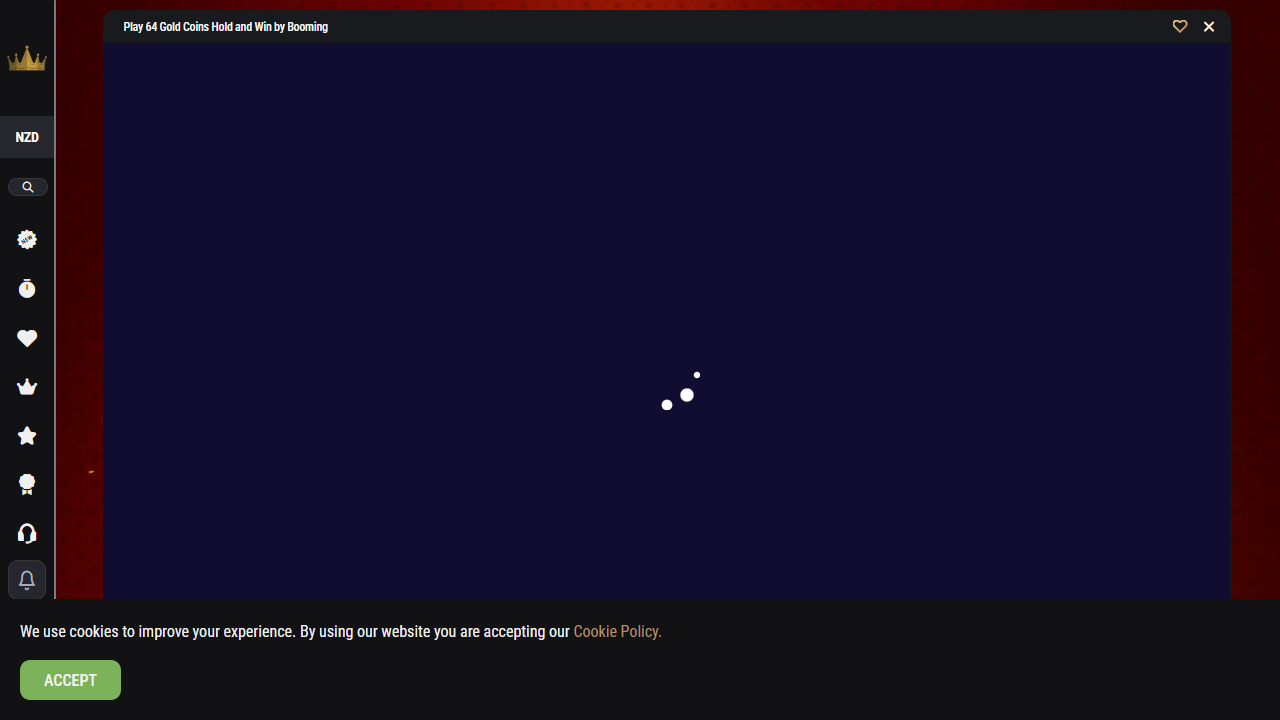 Play 64 Gold Coins Hold and Win by Booming
NZD
NEW
We use cookies to improve your experience. By using our website you are accepting our Cookie Policy.
ACCEPT